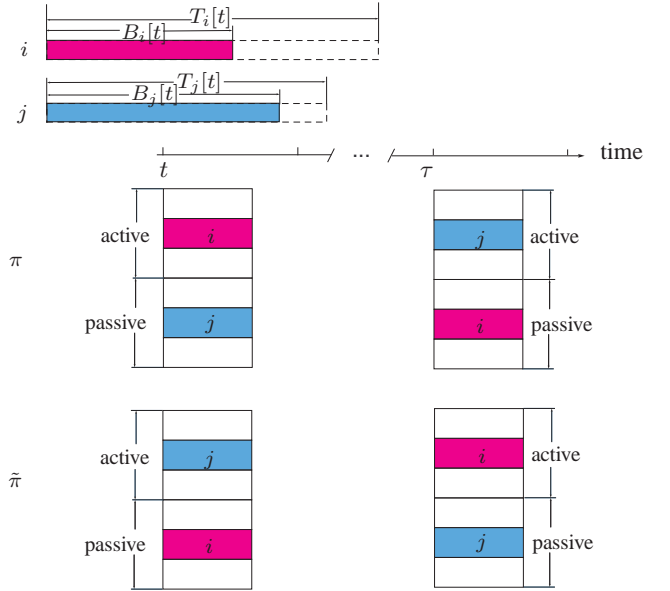 T_i[t]
B_i[t]
i
T_j[t]
B_j[t]
j
...
time
t
τ
i
j
active
active
π
passive
j
i
passive
j
i
active
active
π̃
passive
i
j
passive